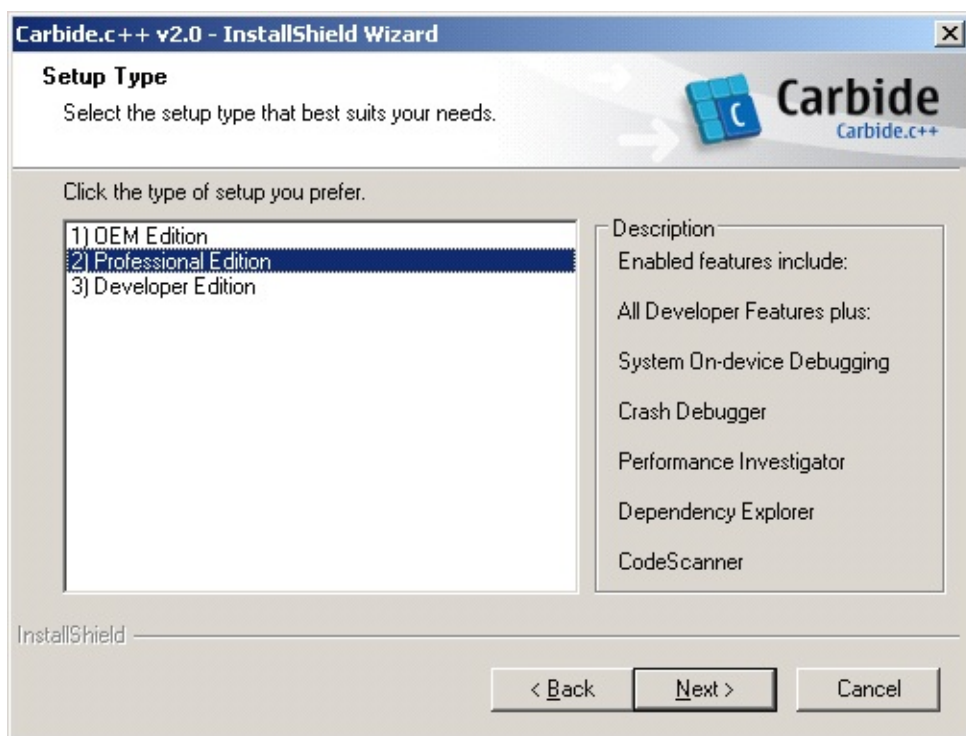 Carbide.c++ v2.0 - InstallShield Wizard
Setup Type
Select the setup type that best suits your needs.
C
Carbide
Carbide.c++
Click the type of setup you prefer.
1) OEM Edition
2) Professional Edition
3) Developer Edition
Description
Enabled features include:
All Developer Features plus:
System On-device Debugging
Crash Debugger
Performance Investigator
Dependency Explorer
CodeScanner
InstallShield
< Back
Next >
Cancel